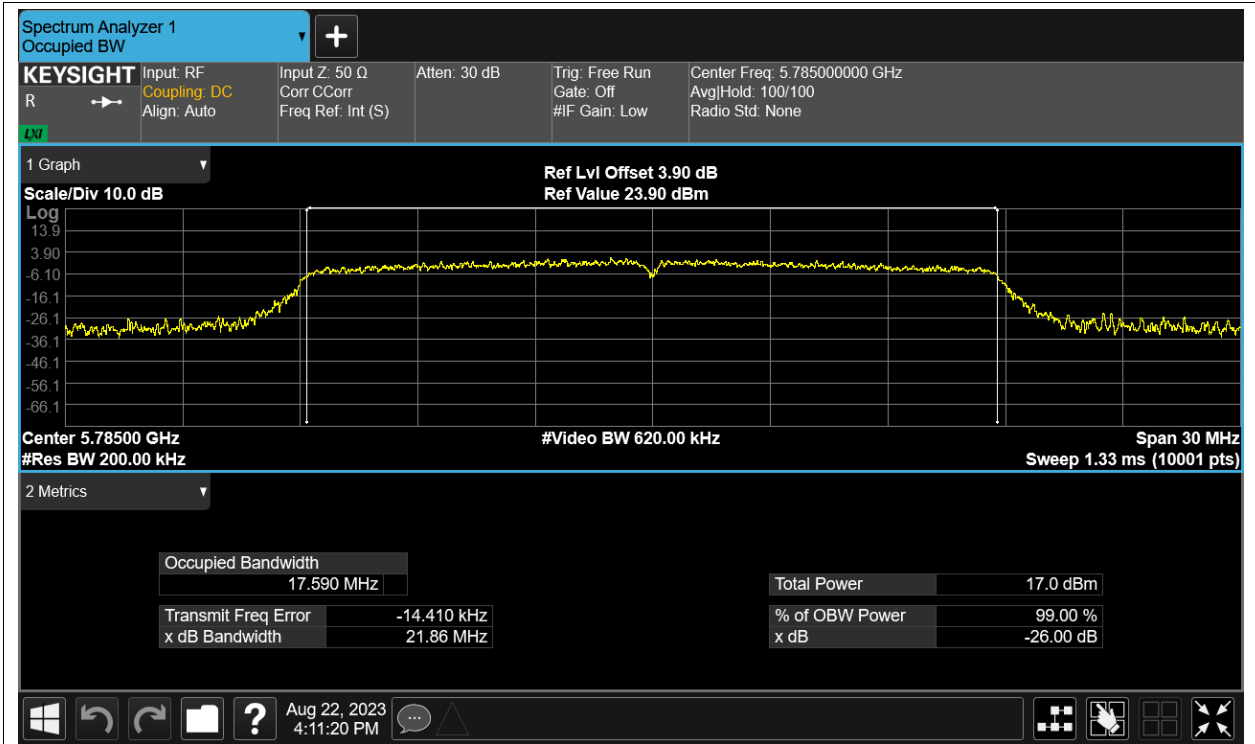 Spectrum Analyzer 1
Occupied BW
KEYSIGHT
R
LXI
Input: RF
Coupling: DC
Align: Auto
Input Z: 50 Ω
Corr CCorr
Freq Ref: Int (S)
Atten: 30 dB
Trig: Free Run
Gate: Off
#IF Gain: Low
Center Freq: 5.785000000 GHz
Avg|Hold: 100/100
Radio Std: None
1 Graph
Scale/Div 10.0 dB
Ref Lvl Offset 3.90 dB
Ref Value 23.90 dBm
Log
13.9
3.90
-6.10
-16.1
-26.1
-36.1
-46.1
-56.1
-66.1
Center 5.78500 GHz
#Res BW 200.00 kHz
#Video BW 620.00 kHz
Span 30 MHz
Sweep 1.33 ms (10001 pts)
2 Metrics
Occupied Bandwidth
17.590 MHz
Transmit Freq Error -14.410 kHz
x dB Bandwidth 21.86 MHz
Total Power 17.0 dBm
% of OBW Power 99.00 %
x dB -26.00 dB
?
Aug 22, 2023
4:11:20 PM